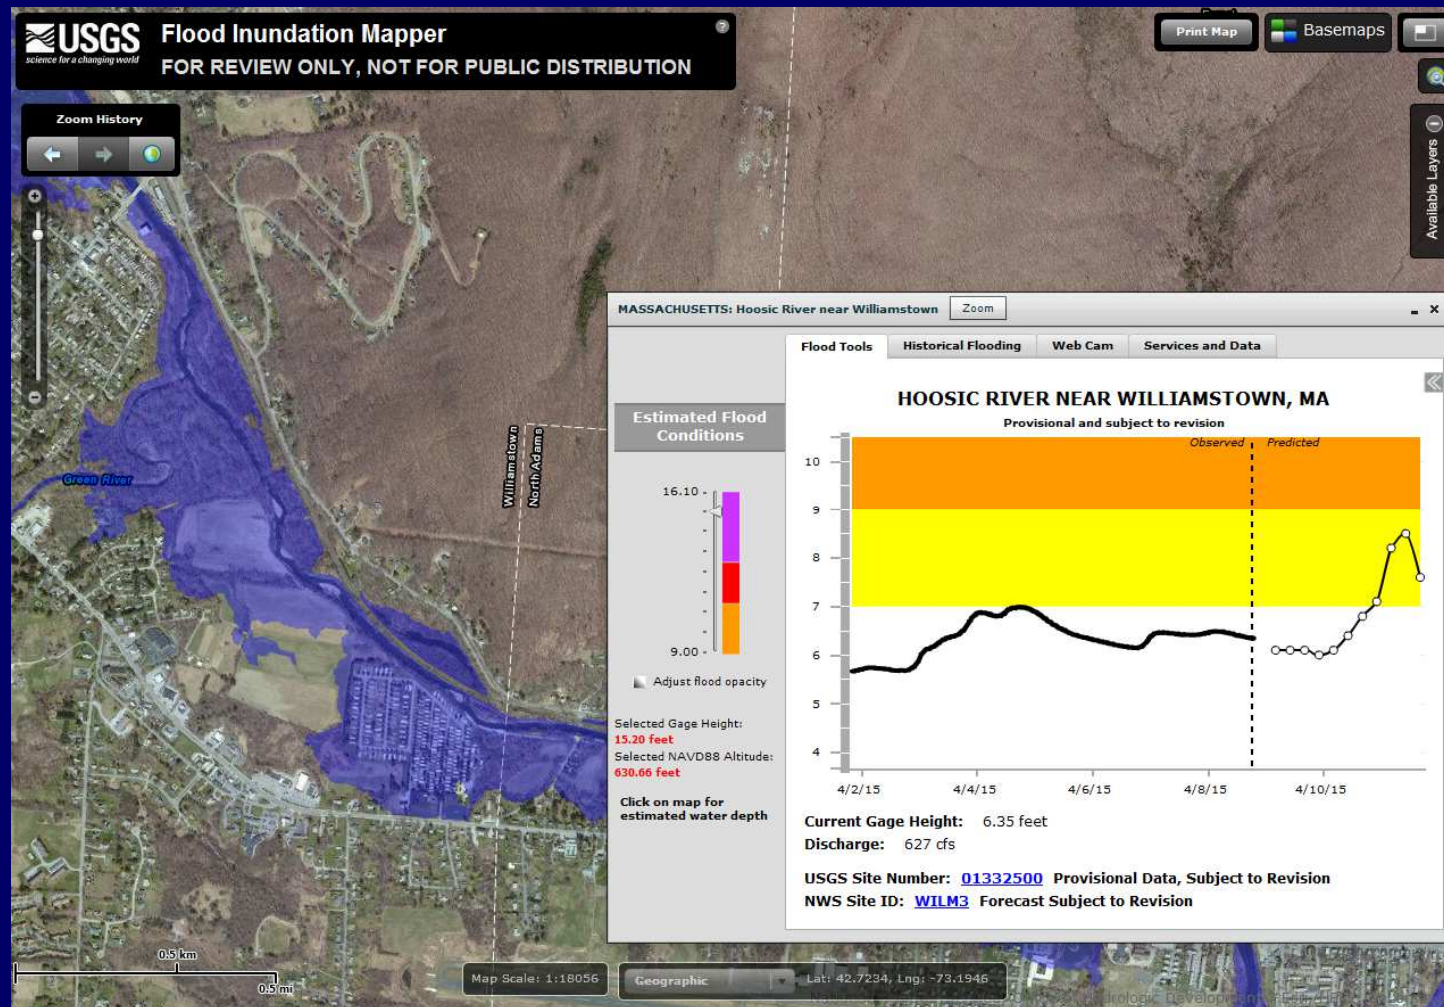 USGS
science for a changing world
Flood Inundation Mapper
?
FOR REVIEW ONLY, NOT FOR PUBLIC DISTRIBUTION
Print Map
Basemaps
Zoom History
Available Layers
Green River
Williamstown
North Adams
MASSACHUSETTS: Hoosic River near Williamstown
Zoom
Flood Tools
Historical Flooding
Web Cam
Services and Data
Estimated Flood
Conditions
16.10
9.00
Adjust flood opacity
Selected Gage Height:
15.20 feet
Selected NAVD88 Altitude:
630.66 feet
Click on map for
estimated water depth
HOOSIC RIVER NEAR WILLIAMSTOWN, MA
Provisional and subject to revision
Observed
Predicted
10
9
8
7
6
5
4
4/2/15
4/4/15
4/6/15
4/8/15
4/10/15
Current Gage Height: 6.35 feet
Discharge: 627 cfs
USGS Site Number: 01332500 Provisional Data, Subject to Revision
NWS Site ID: WILM3 Forecast Subject to Revision
0.5 km
0.5 mi
Map Scale: 1:18056
Geographic
Lat: 42.7234, Lng: -73.1946